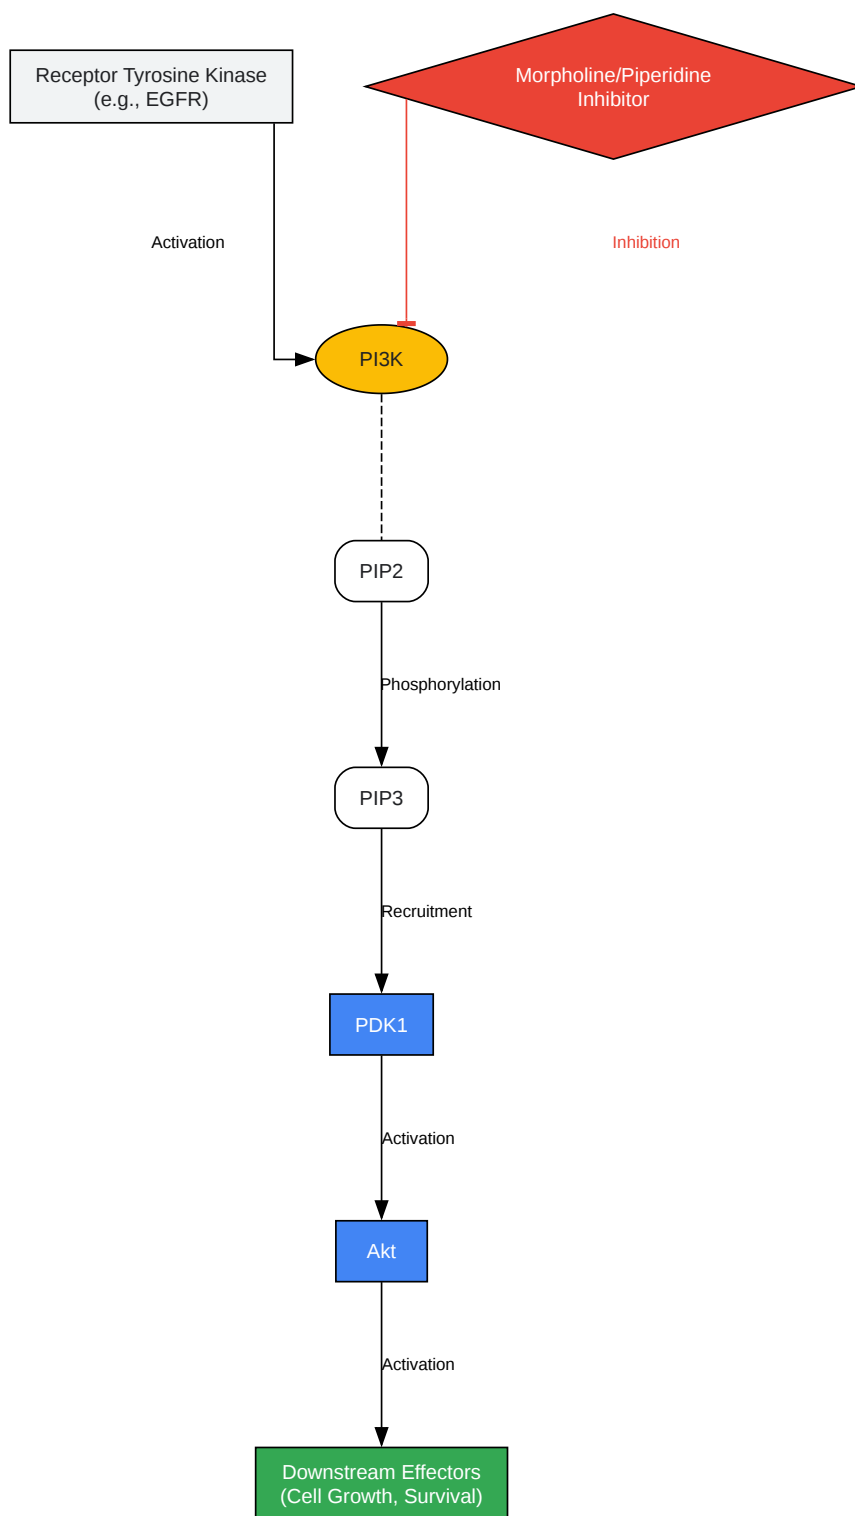 Receptor Tyrosine Kinase
(e.g., EGFR)
Morpholine/Piperidine
Inhibitor
Activation
Inhibition
PI3K
PIP2
Phosphorylation
PIP3
Recruitment
PDK1
Activation
Akt
Activation
Downstream Effectors
(Cell Growth, Survival)